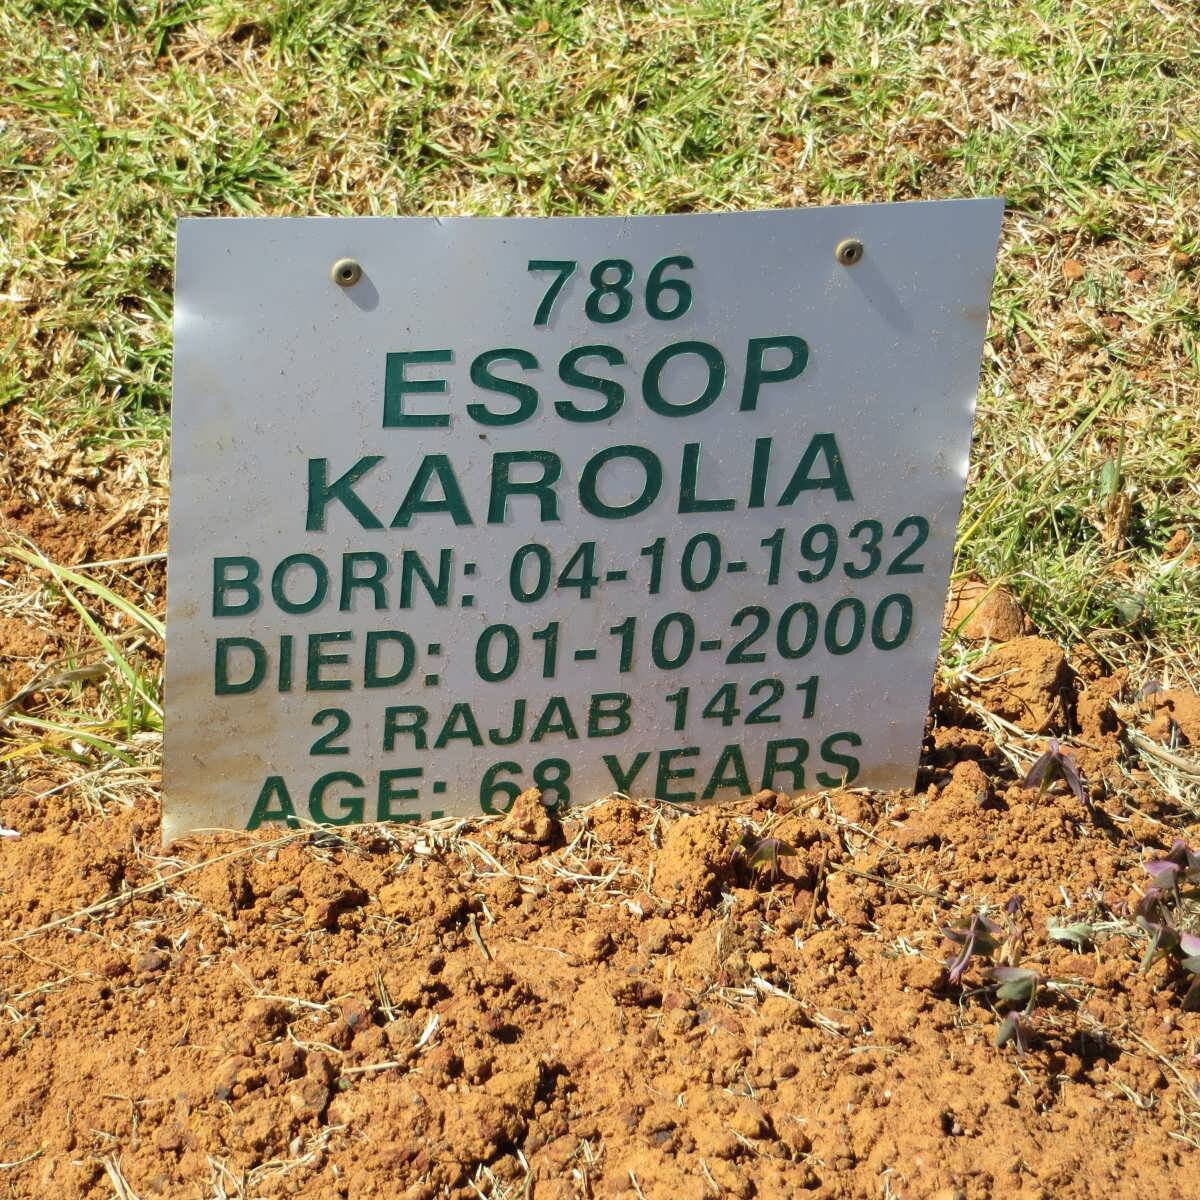 786
ESSOP
KAROLIA
BORN: 04-10-1932
DIED: 01-10-2000
2 RAJAB 1421
AGE: 68 YEARS